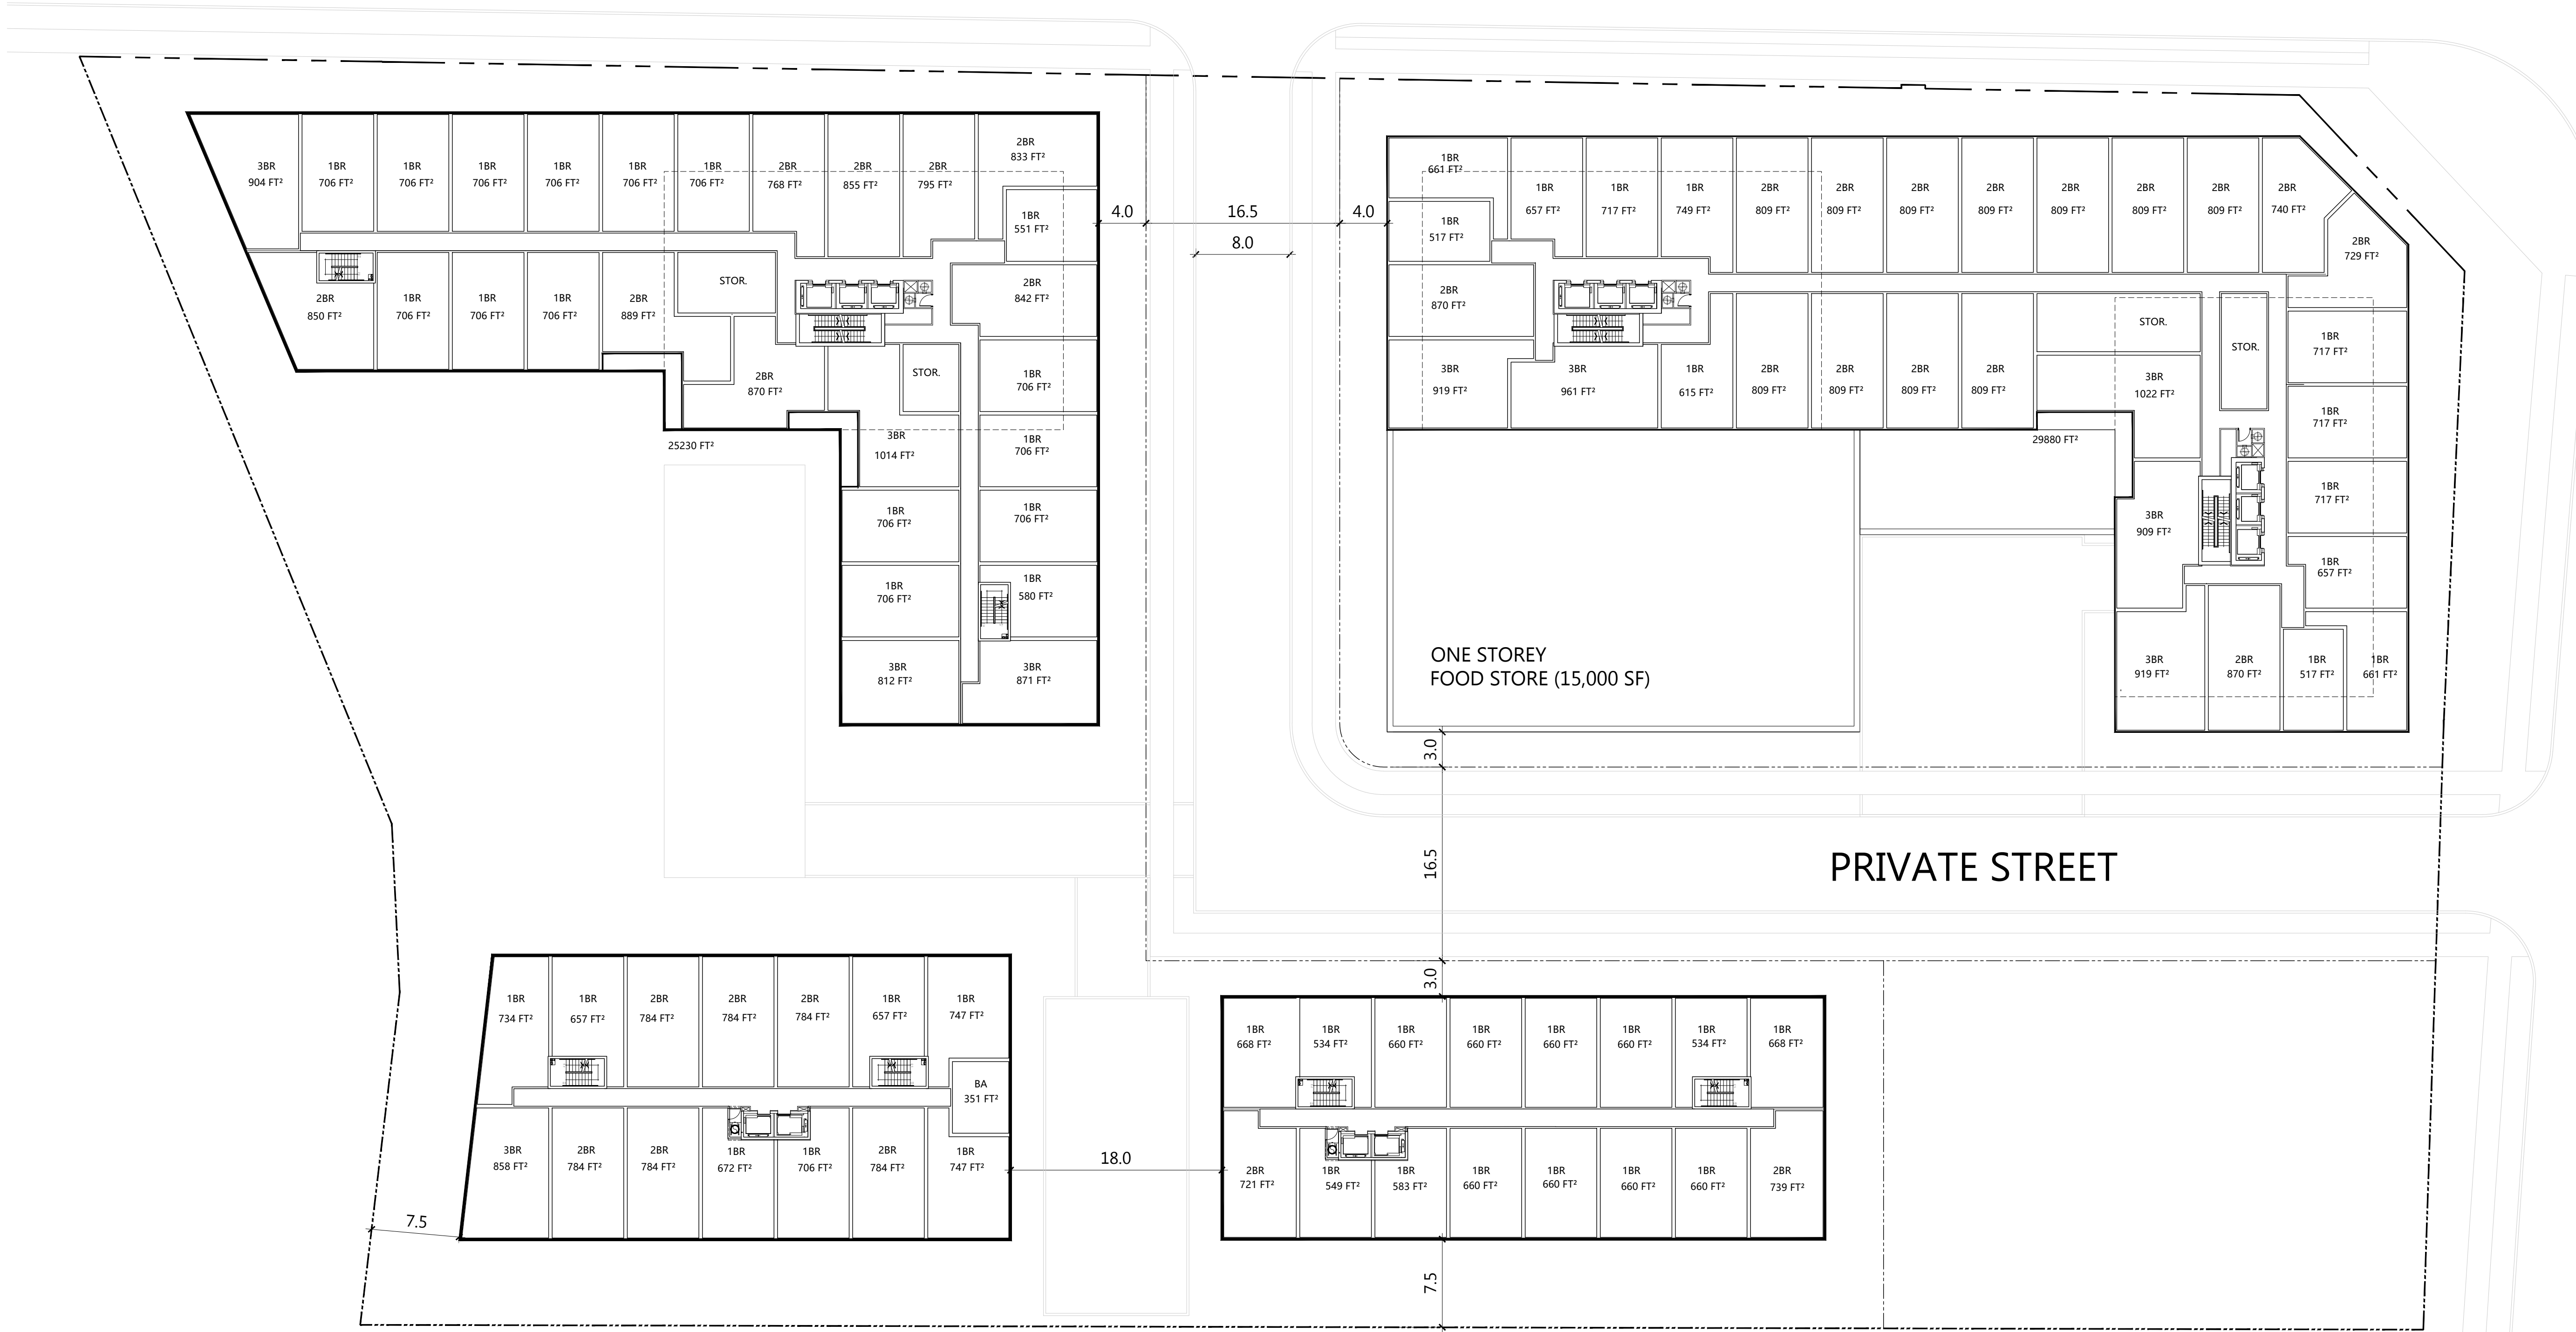 3BR
904 FT²
1BR
706 FT²
1BR
706 FT²
1BR
706 FT²
1BR
706 FT²
1BR
706 FT²
1BR
706 FT²
2BR
768 FT²
2BR
855 FT²
2BR
795 FT²
2BR
833 FT²
1BR
551 FT²
2BR
842 FT²
2BR
850 FT²
1BR
706 FT²
1BR
706 FT²
1BR
706 FT²
2BR
889 FT²
STOR.
2BR
870 FT²
STOR.
1BR
706 FT²
3BR
1014 FT²
1BR
706 FT²
25230 FT²
1BR
706 FT²
1BR
706 FT²
1BR
706 FT²
1BR
580 FT²
3BR
812 FT²
3BR
871 FT²
4.0
16.5
4.0
8.0
1BR
661 FT²
1BR
517 FT²
1BR
657 FT²
1BR
717 FT²
1BR
749 FT²
2BR
809 FT²
2BR
809 FT²
2BR
809 FT²
2BR
809 FT²
2BR
809 FT²
2BR
809 FT²
2BR
809 FT²
2BR
740 FT²
2BR
729 FT²
2BR
870 FT²
3BR
919 FT²
3BR
961 FT²
1BR
615 FT²
2BR
809 FT²
2BR
809 FT²
2BR
809 FT²
2BR
809 FT²
STOR.
STOR.
1BR
717 FT²
3BR
1022 FT²
1BR
717 FT²
29880 FT²
1BR
717 FT²
3BR
909 FT²
1BR
657 FT²
3BR
919 FT²
2BR
870 FT²
1BR
517 FT²
1BR
661 FT²
ONE STOREY
FOOD STORE (15,000 SF)
3.0
16.5
PRIVATE STREET
3.0
1BR
734 FT²
1BR
657 FT²
2BR
784 FT²
2BR
784 FT²
2BR
784 FT²
1BR
657 FT²
1BR
747 FT²
BA
351 FT²
3BR
858 FT²
2BR
784 FT²
2BR
784 FT²
1BR
672 FT²
1BR
706 FT²
2BR
784 FT²
1BR
747 FT²
18.0
7.5
1BR
668 FT²
1BR
534 FT²
1BR
660 FT²
1BR
660 FT²
1BR
660 FT²
1BR
660 FT²
1BR
534 FT²
1BR
668 FT²
2BR
721 FT²
1BR
549 FT²
1BR
583 FT²
1BR
660 FT²
1BR
660 FT²
1BR
660 FT²
1BR
660 FT²
2BR
739 FT²
7.5